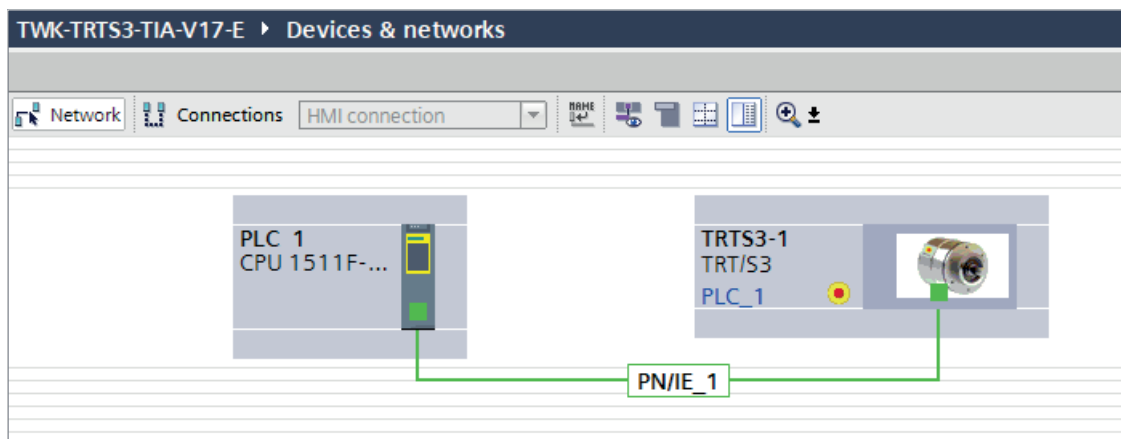 TWK-TRTS3-TIA-V17-E ▸ Devices & networks
Network Connections HMI connection NAME
PLC_1
CPU 1511F-...
TRTS3-1
TRT/S3
PLC_1
PN/IE_1